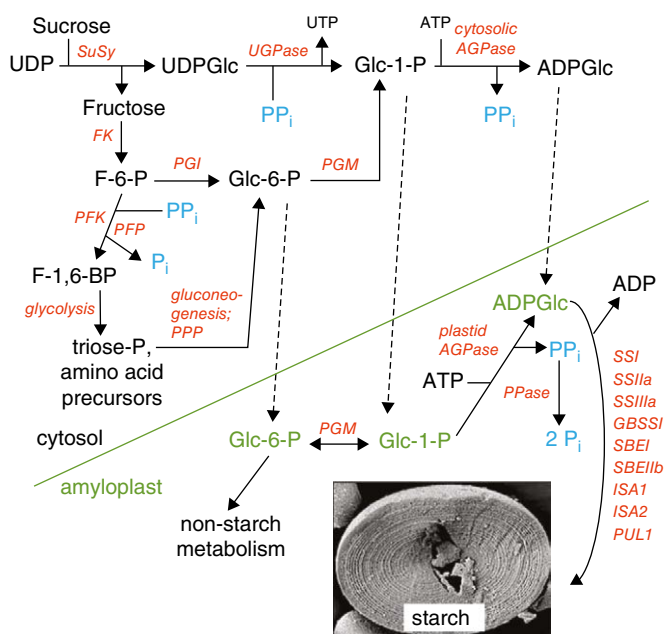 Sucrose
SuSy
UDP
UDPGlc
UGPase
UTP
PPi
Glc-1-P
ATP
cytosolic
AGPase
PPi
ADPGlc
Fructose
FK
F-6-P
PGI
Glc-6-P
PGM
PFK
PFP
PPi
Pi
F-1,6-BP
glycolysis
gluconeo-
genesis;
PPP
triose-P,
amino acid
precursors
cytosol
amyloplast
ADPGlc
ADP
plastid
AGPase
ATP
PPi
PPase
2 Pi
Glc-6-P
PGM
Glc-1-P
non-starch
metabolism
SSI
SSIIa
SSIIIa
GBSSI
SBEI
SBEIIb
ISA1
ISA2
PUL1
starch